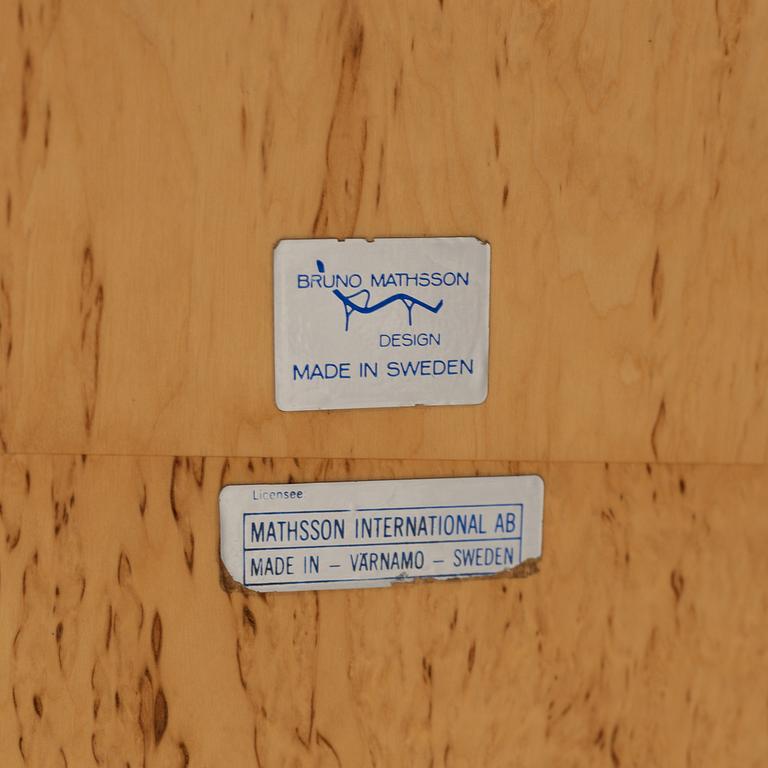 BRUNO MATHSSON
DESIGN
MADE IN SWEDEN
Licensee
MATHSSON INTERNATIONAL AB
MADE IN – VÄRNAMO – SWEDEN